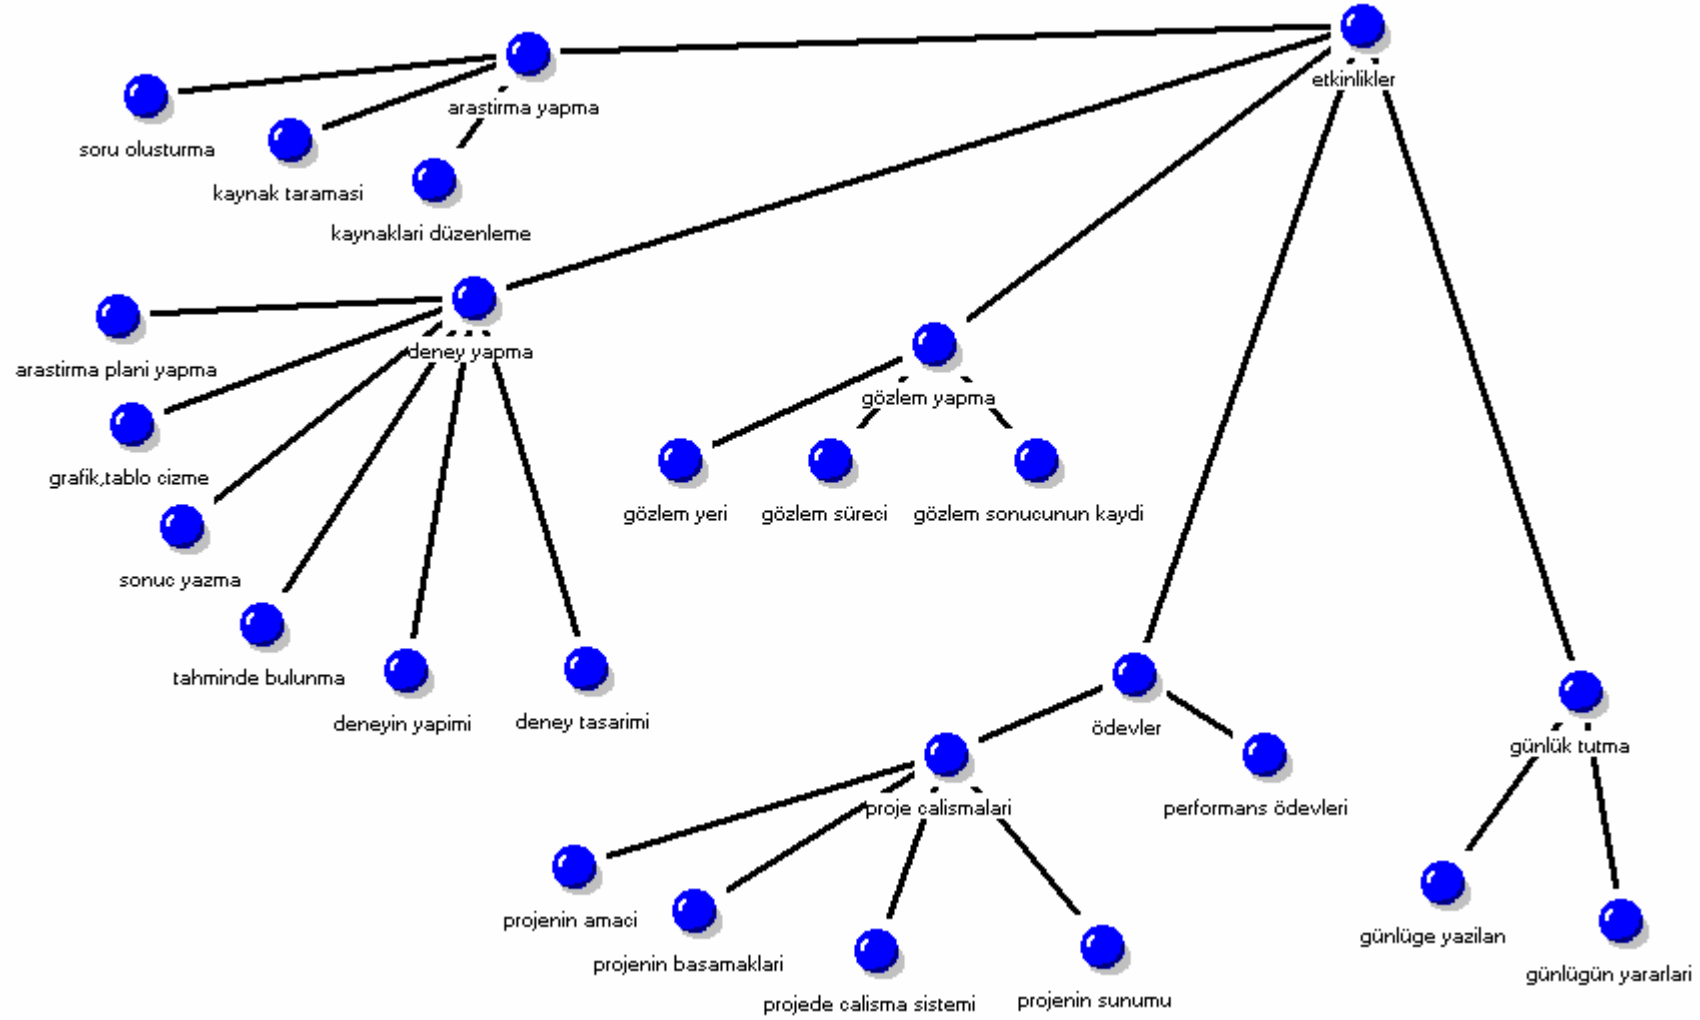 etkinlikler
arastirma yapma
soru olusturma
kaynak taramasi
kaynaklari düzenleme
deney yapma
arastirma plani yapma
grafik,tablo cizme
sonuc yazma
tahminde bulunma
deneyin yapimi
deney tasarimi
gözlem yapma
gözlem yeri
gözlem süreci
gözlem sonucunun kaydi
ödevler
proje calismalari
performans ödevleri
projenin amaci
projenin basamaklari
projede calisma sistemi
projenin sunumu
günlük tutma
günlüge yazilan
günlügün yararlari